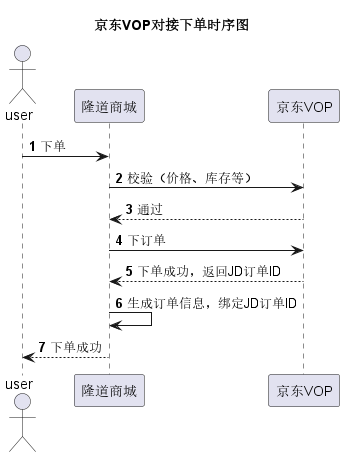 京东VOP对接下单时序图
user
隆道商城
京东VOP
1 下单
2 校验（价格、库存等）
3 通过
4 下订单
5 下单成功，返回JD订单ID
6 生成订单信息，绑定JD订单ID
7 下单成功
user
隆道商城
京东VOP